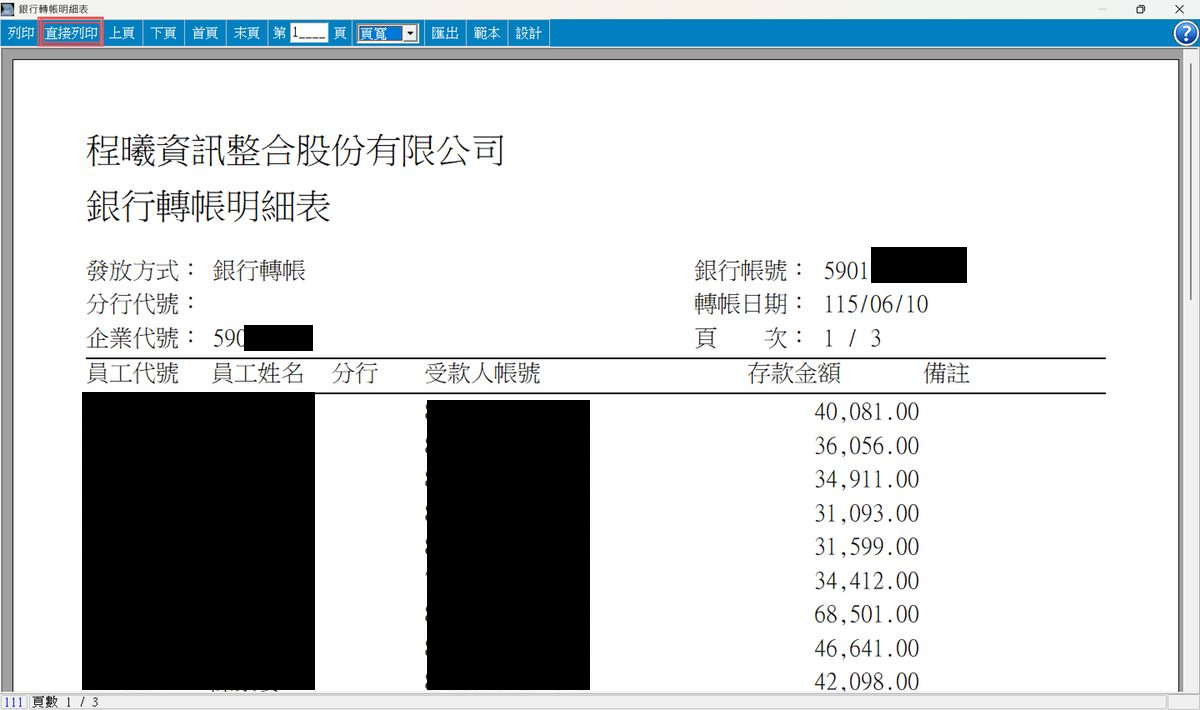 銀行轉帳明細表
列印 直接列印 上頁 下頁 首頁 末頁 第 1____ 頁 頁寬 匯出 範本 設計 ?
程曦資訊整合股份有限公司
銀行轉帳明細表
發放方式： 銀行轉帳 銀行帳號： 5901
分行代號： 轉帳日期： 115/06/10
企業代號： 590 頁 次： 1 / 3
員工代號 員工姓名 分行 受款人帳號 存款金額 備註
40,081.00
36,056.00
34,911.00
31,093.00
31,599.00
34,412.00
68,501.00
46,641.00
42,098.00
111 頁數 1 / 3